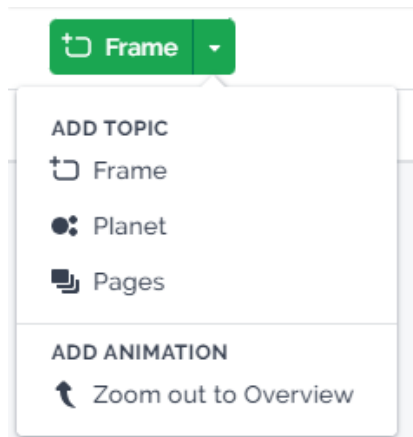 Frame
ADD TOPIC
Frame
Planet
Pages
ADD ANIMATION
Zoom out to Overview